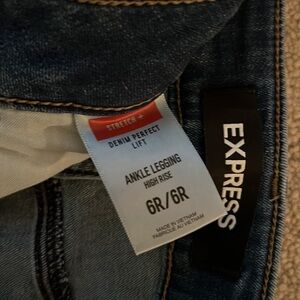 STRETCH +
DENIM PERFECT
LIFT
ANKLE LEGGING
HIGH RISE
6R/6R
MADE IN VIETNAM
FABRIQUÉ AU VIETNAM
EXPRESS